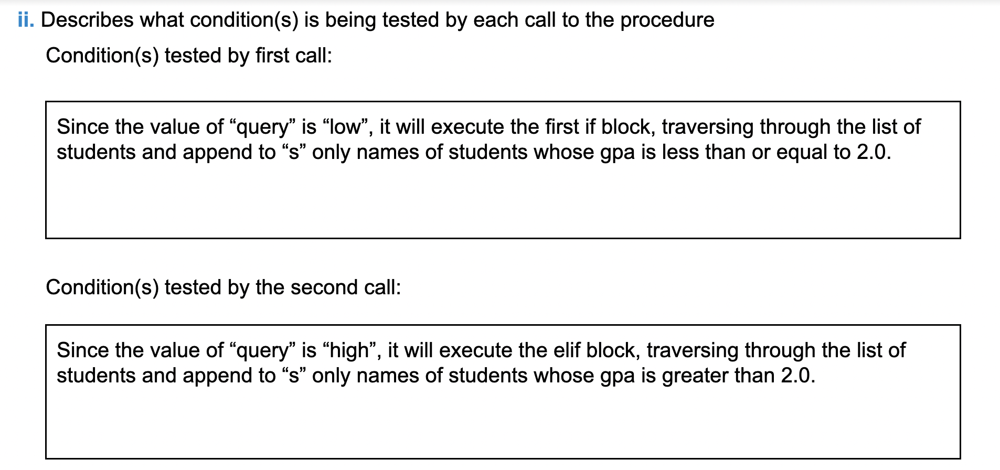 ii. Describes what condition(s) is being tested by each call to the procedure
Condition(s) tested by first call:
Since the value of “query” is “low”, it will execute the first if block, traversing through the list of
students and append to “s” only names of students whose gpa is less than or equal to 2.0.
Condition(s) tested by the second call:
Since the value of “query” is “high”, it will execute the elif block, traversing through the list of
students and append to “s” only names of students whose gpa is greater than 2.0.